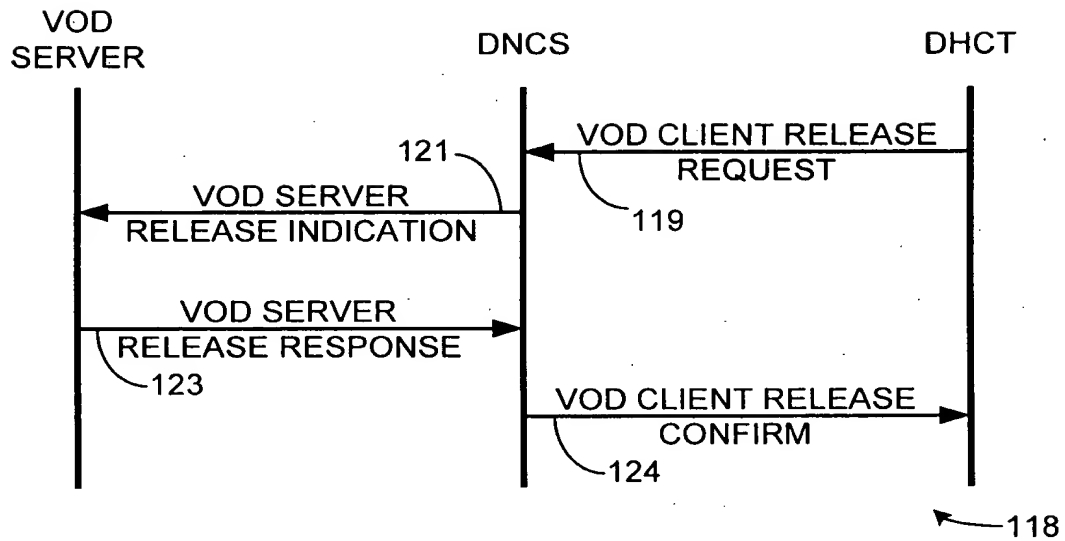 VOD
SERVER
DNCS
DHCT
VOD CLIENT RELEASE
REQUEST
119
121
VOD SERVER
RELEASE INDICATION
VOD SERVER
RELEASE RESPONSE
123
VOD CLIENT RELEASE
CONFIRM
124
118